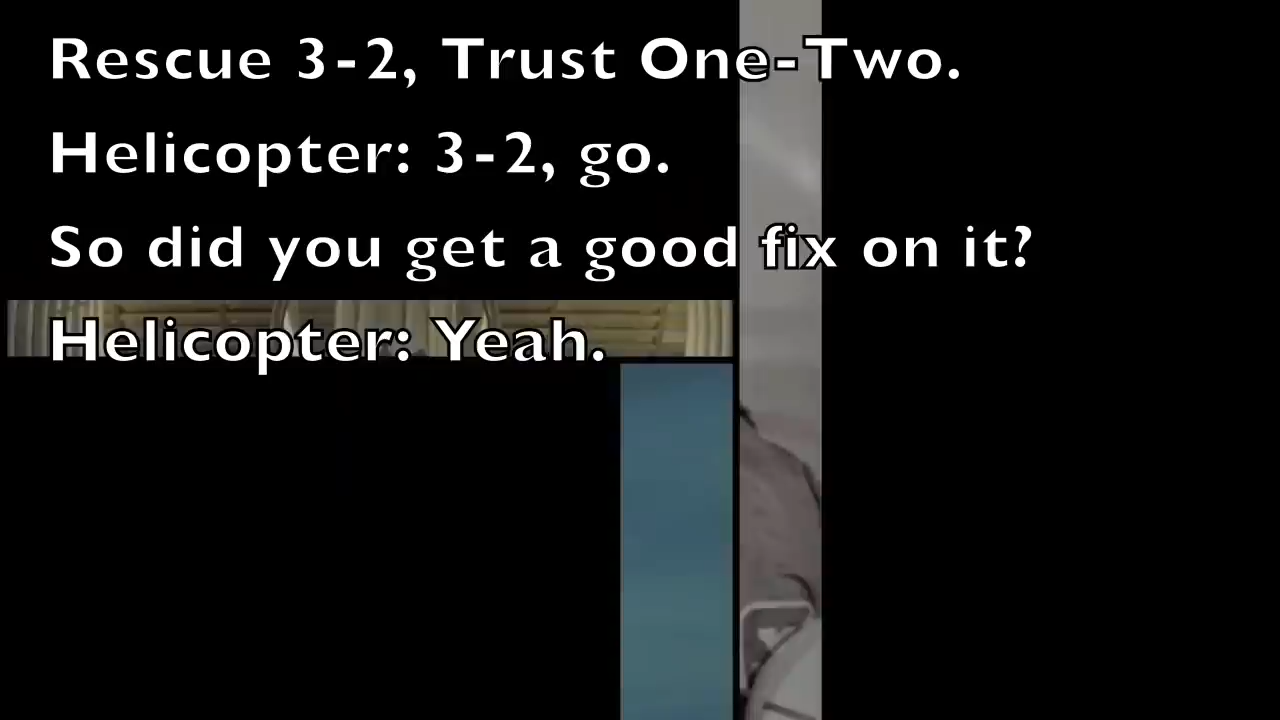 Rescue 3-2, Trust One-Two.
Helicopter: 3-2, go.
So did you get a good fix on it?
Helicopter: Yeah.